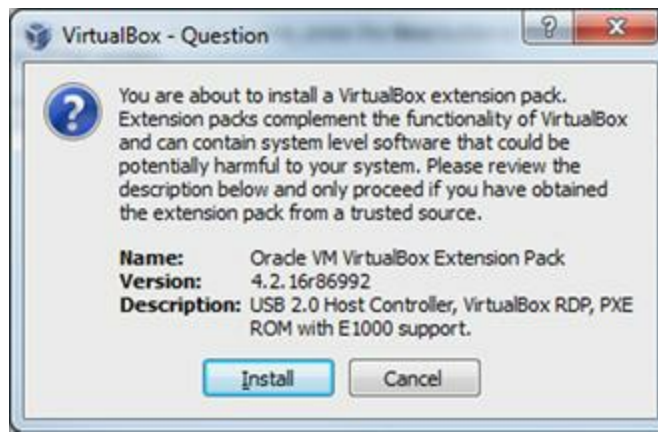 VirtualBox - Question
You are about to install a VirtualBox extension pack.
Extension packs complement the functionality of VirtualBox
and can contain system level software that could be
potentially harmful to your system. Please review the
description below and only proceed if you have obtained
the extension pack from a trusted source.
Name: Oracle VM VirtualBox Extension Pack
Version: 4.2.16r86992
Description: USB 2.0 Host Controller, VirtualBox RDP, PXE
ROM with E1000 support.
Install Cancel